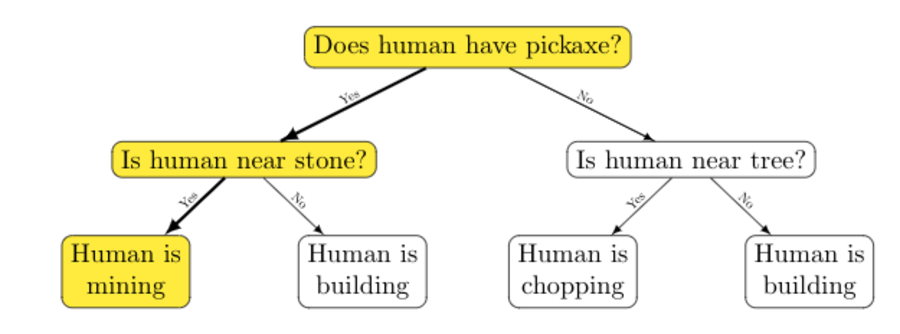 Does human have pickaxe?
Yes
No
Is human near stone?
Is human near tree?
Yes
No
Yes
No
Human is
mining
Human is
building
Human is
chopping
Human is
building